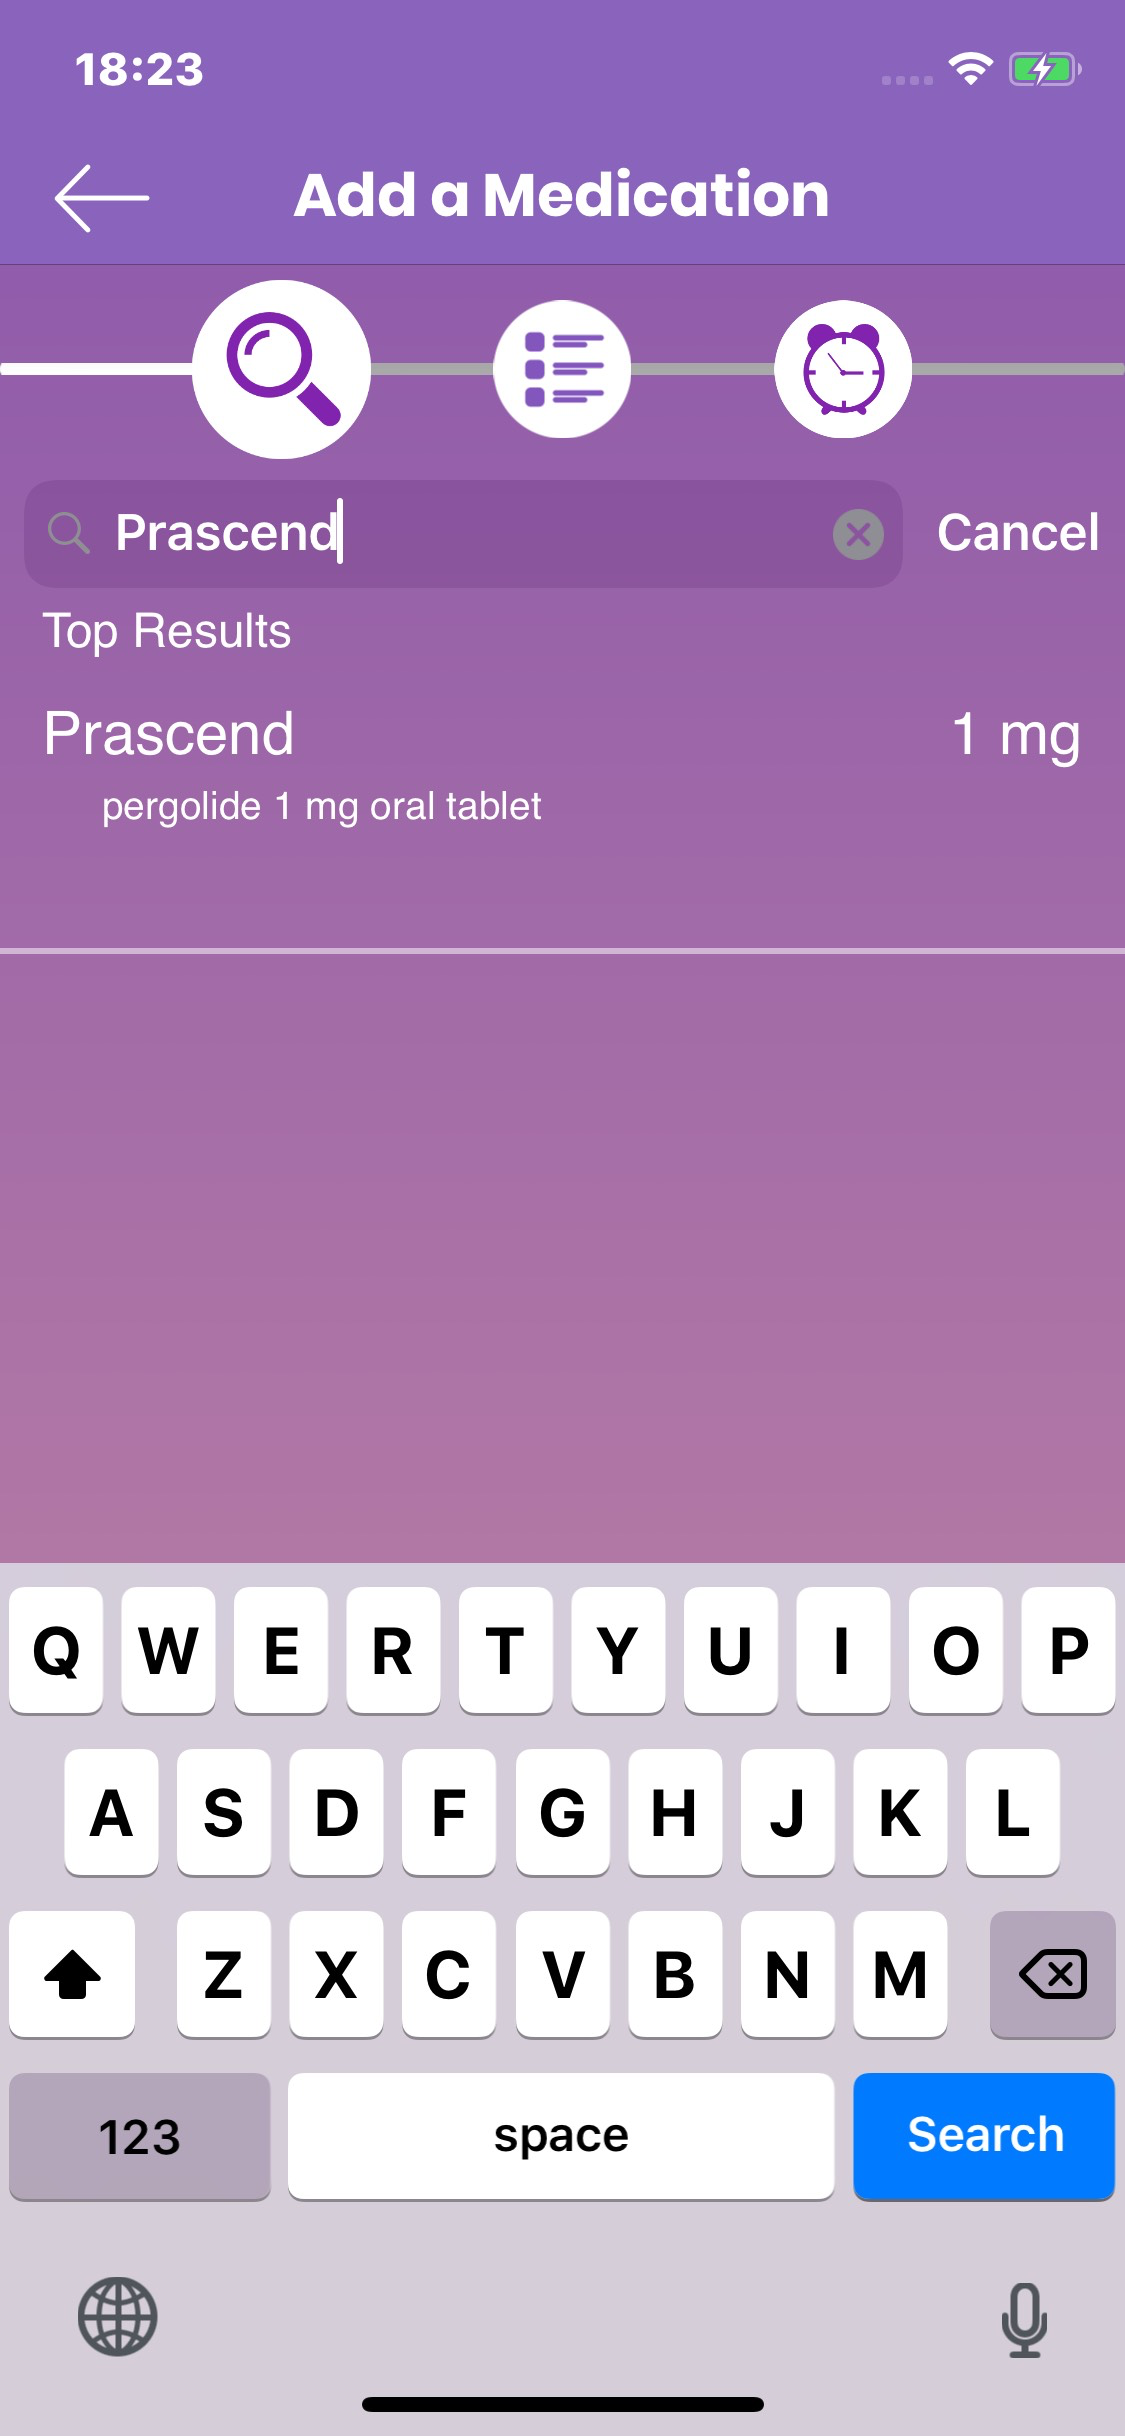 18:23
Add a Medication
Prascend
Cancel
Top Results
Prascend 1 mg
pergolide 1 mg oral tablet
Q W E R T Y U I O P
A S D F G H J K L
Z X C V B N M
123 space Search